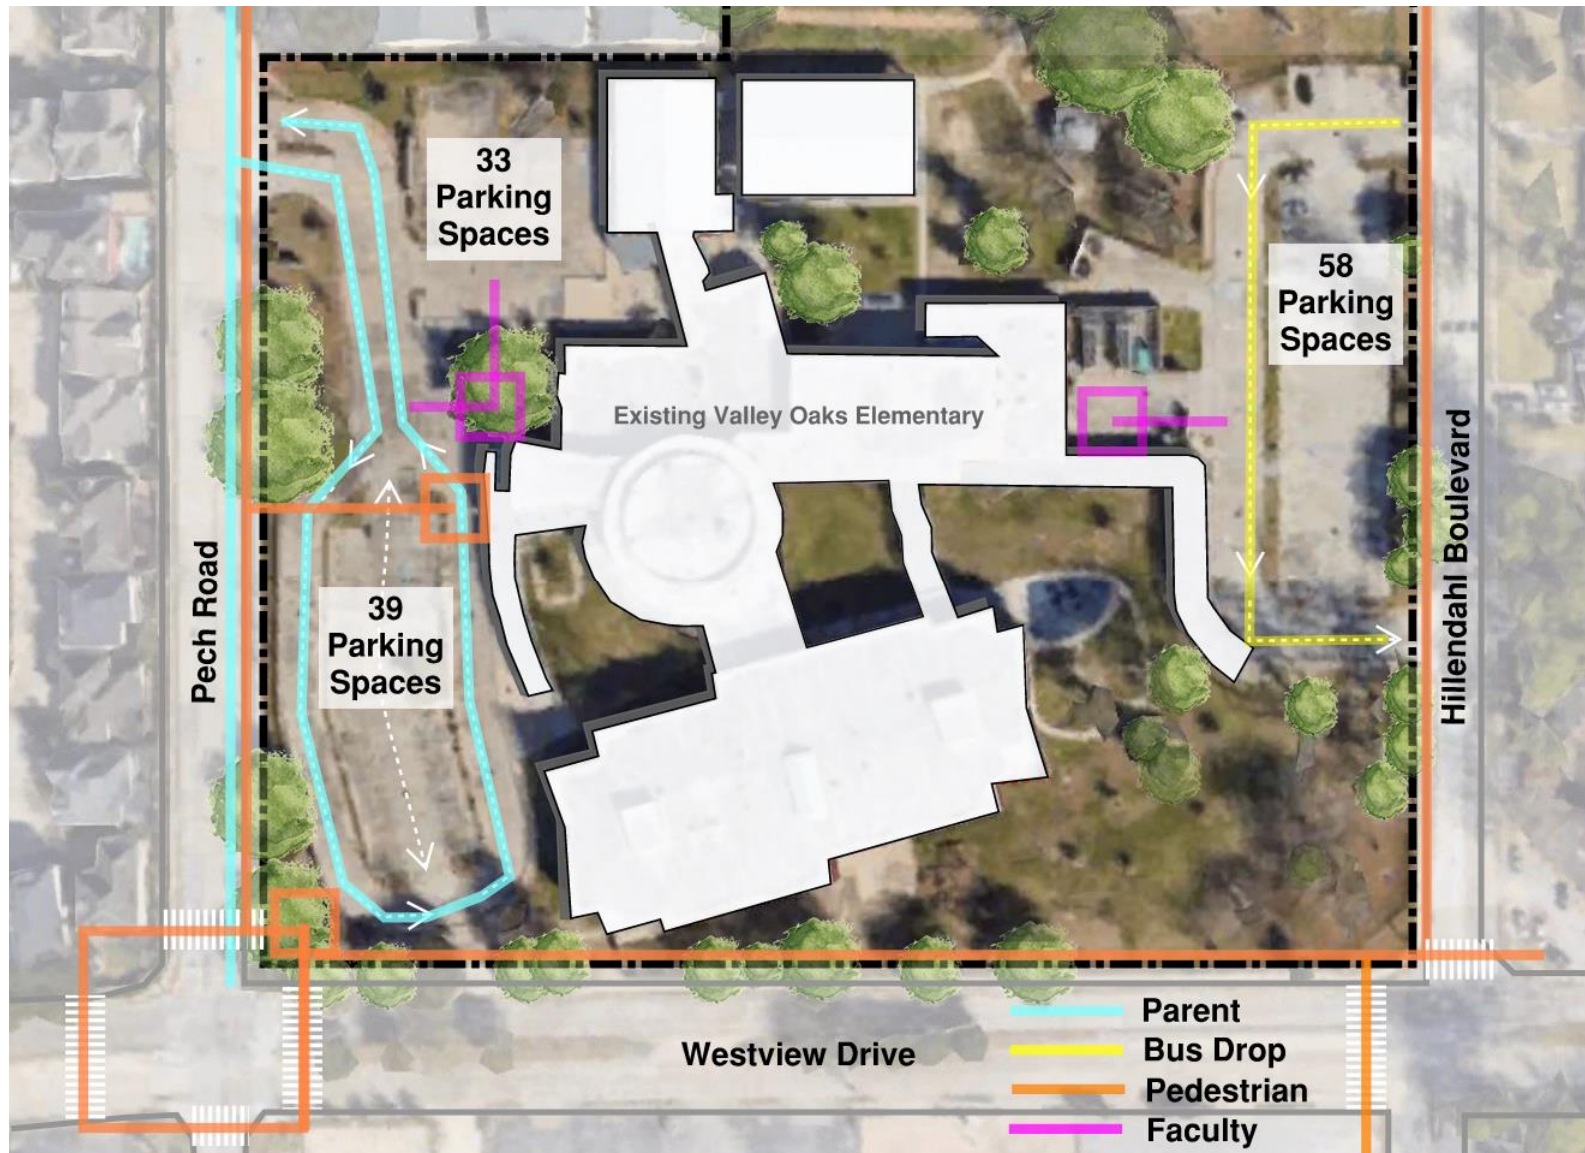 33
Parking
Spaces
58
Parking
Spaces
Existing Valley Oaks Elementary
39
Parking
Spaces
Pech Road
Hillendahl Boulevard
Westview Drive
Parent
Bus Drop
Pedestrian
Faculty